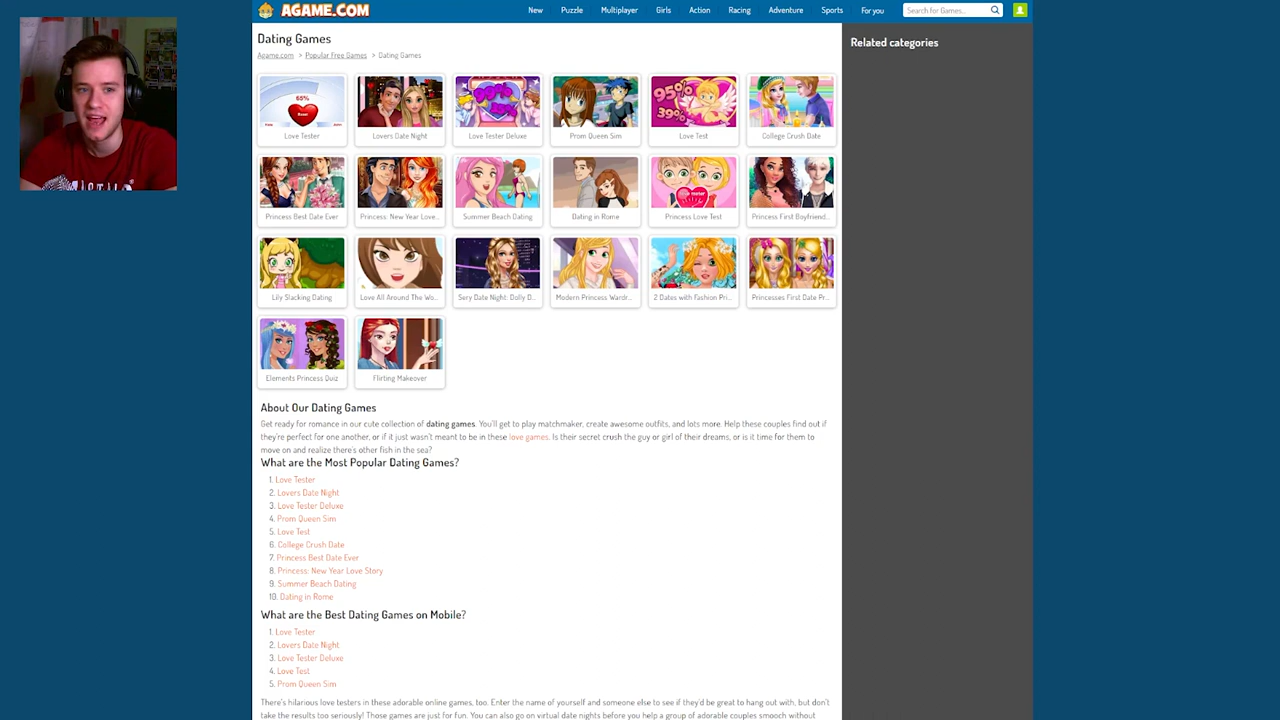 AGAME.COM
New Puzzle Multiplayer Girls Action Racing Adventure Sports For you Search for Games...
Dating Games
Related categories
Agame.com > Popular Free Games > Dating Games
65%
95%
39%
Love Tester Lovers Date Night Love Tester Deluxe Prom Queen Sim Love Test College Crush Date
Princess Best Date Ever Princess: New Year Love... Summer Beach Dating Dating in Rome Princess Love Test Princess First Boyfriend...
Lily Slacking Dating Love All Around The Wo... Sery Date Night: Dolly D... Modern Princess Wardr... 2 Dates with Fashion Pri... Princesses First Date Pr...
Elements Princess Quiz Flirting Makeover
About Our Dating Games
Get ready for romance in our cute collection of dating games. You'll get to play matchmaker, create awesome outfits, and lots more. Help these couples find out if
they're perfect for one another, or if it just wasn't meant to be in these love games. Is their secret crush the guy or girl of their dreams, or is it time for them to
move on and realize there's other fish in the sea?
What are the Most Popular Dating Games?
1. Love Tester
2. Lovers Date Night
3. Love Tester Deluxe
4. Prom Queen Sim
5. Love Test
6. College Crush Date
7. Princess Best Date Ever
8. Princess: New Year Love Story
9. Summer Beach Dating
10. Dating in Rome
What are the Best Dating Games on Mobile?
1. Love Tester
2. Lovers Date Night
3. Love Tester Deluxe
4. Love Test
5. Prom Queen Sim
There's hilarious love testers in these adorable online games, too. Enter the name of yourself and someone else to see if they'd be great to hang out with, but don't
take the results too seriously! Those games are just for fun. You can also go on virtual date nights before you help a group of adorable couples smooch without